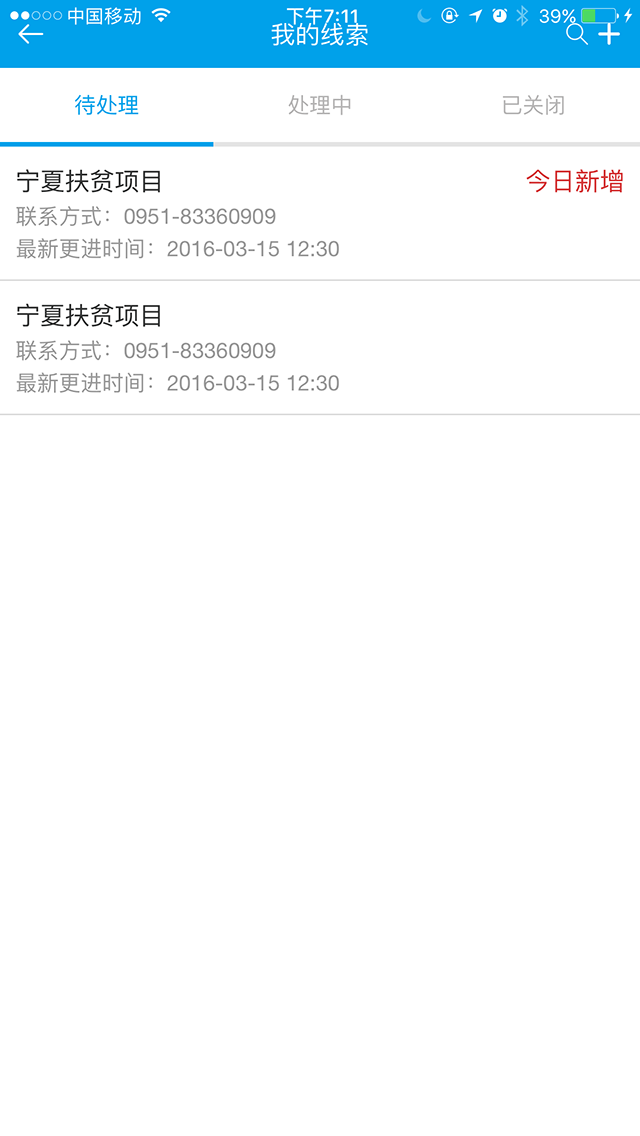 中国移动 下午7:11 39%
我的线索
待处理 处理中 已关闭
宁夏扶贫项目 今日新增
联系方式：0951-83360909
最新更进时间：2016-03-15 12:30
宁夏扶贫项目
联系方式：0951-83360909
最新更进时间：2016-03-15 12:30